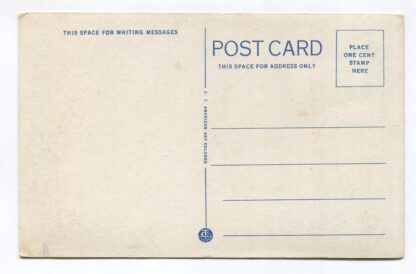 THIS SPACE FOR WRITING MESSAGES
POST CARD
THIS SPACE FOR ADDRESS ONLY
PLACE
ONE CENT
STAMP
HERE
C. T. AMERICAN ART COLORED